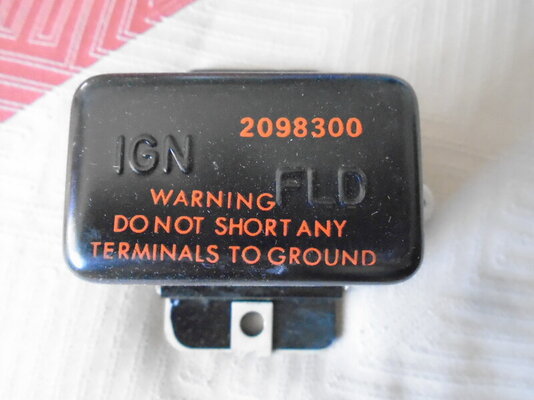 2098300
IGN
FLD
WARNING
DO NOT SHORT ANY
TERMINALS TO GROUND